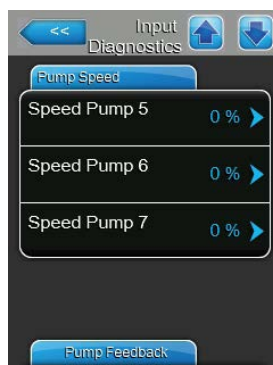 << Input
Diagnostics
Pump Speed
Speed Pump 5 0 %
Speed Pump 6 0 %
Speed Pump 7 0 %
Pump Feedback